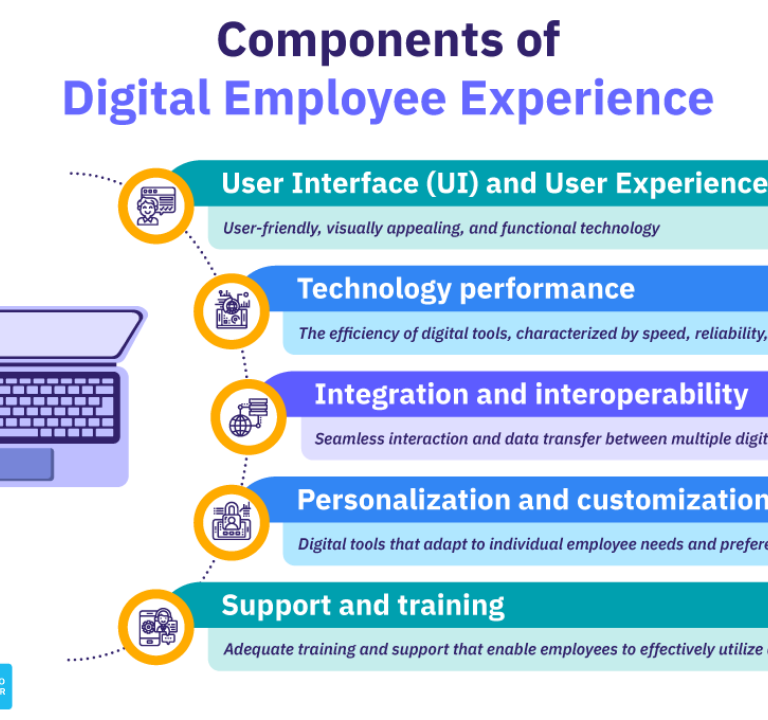 Components of
Digital Employee Experience
User Interface (UI) and User Experience
User-friendly, visually appealing, and functional technology
Technology performance
The efficiency of digital tools, characterized by speed, reliability,
Integration and interoperability
Seamless interaction and data transfer between multiple
Personalization and customization
Digital tools that adapt to individual employee needs and
Support and training
Adequate training and support that enable employees to effectively utilize